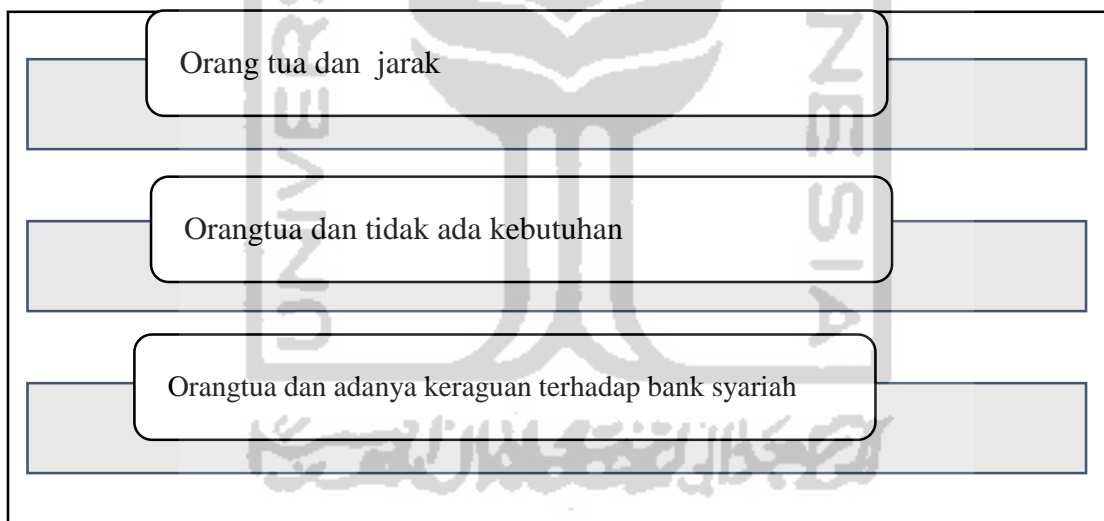 Orang tua dan  jarak
Orangtua dan tidak ada kebutuhan
Orangtua dan adanya keraguan terhadap bank syariah